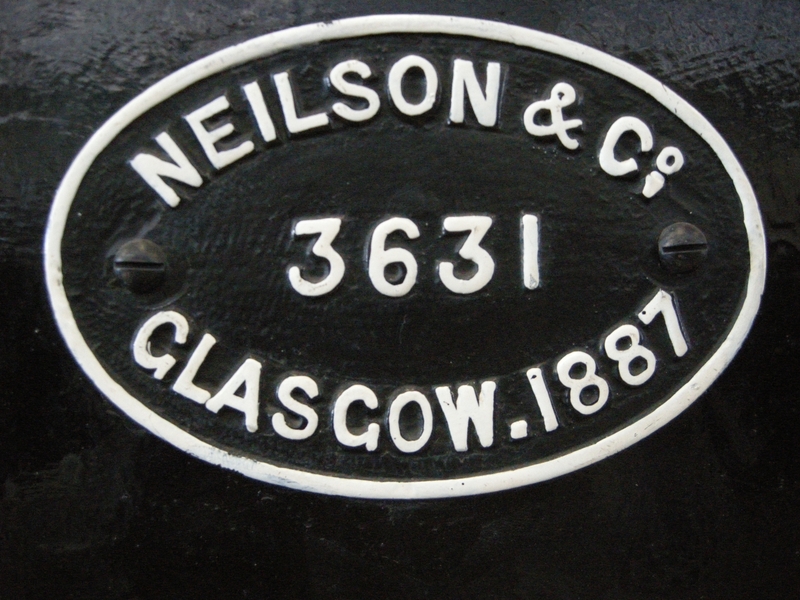 NEILSON & Co,
3631
GLASGOW.1887